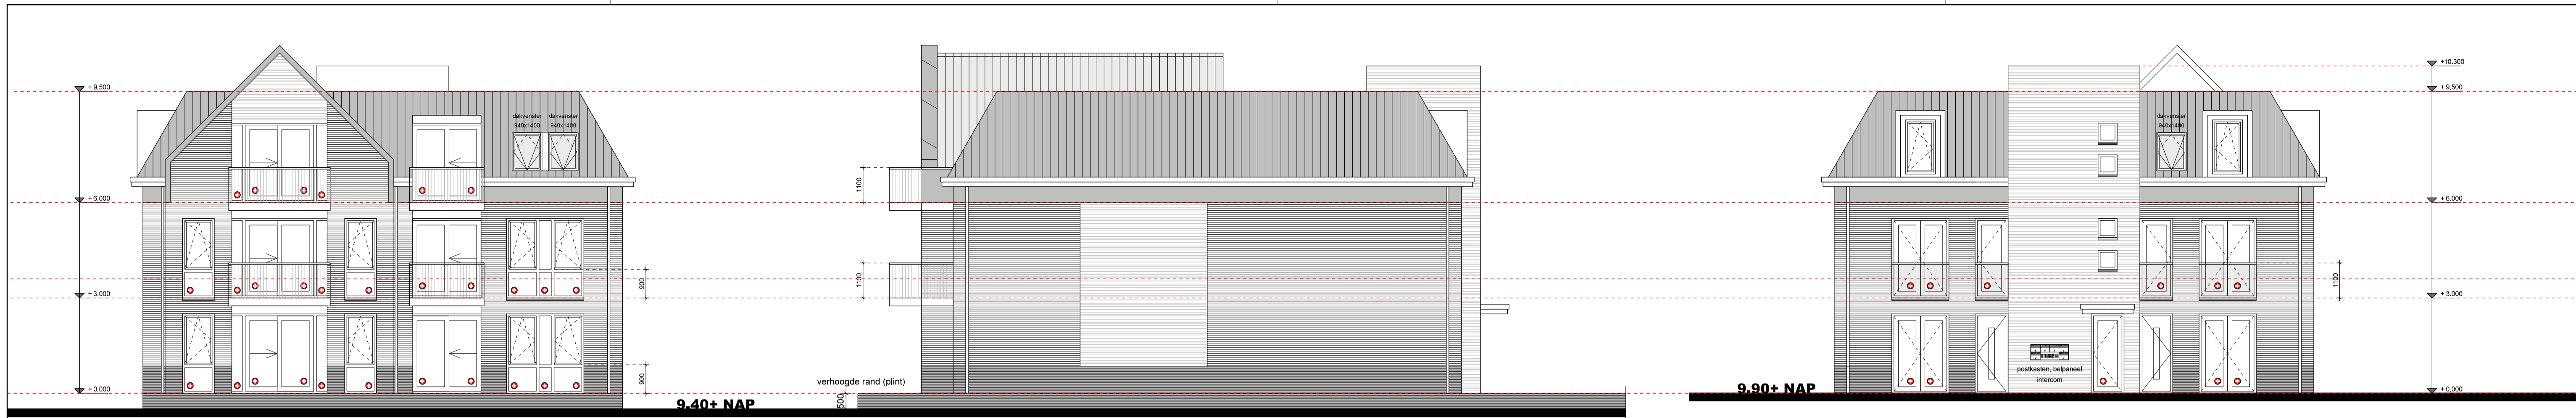 + 9.500
+ 6.000
+ 3.000
+ 0.000
dakvenster
940x1400
dakvenster
940x1400
900
900
9.40+ NAP
verhoogde rand (plint)
500
1100
1100
9.90+ NAP
dakvenster
940x1400
postkasten, belpaneel
intercom
1100
+10.300
+ 9,500
+ 6.000
+ 3.000
+ 0,000